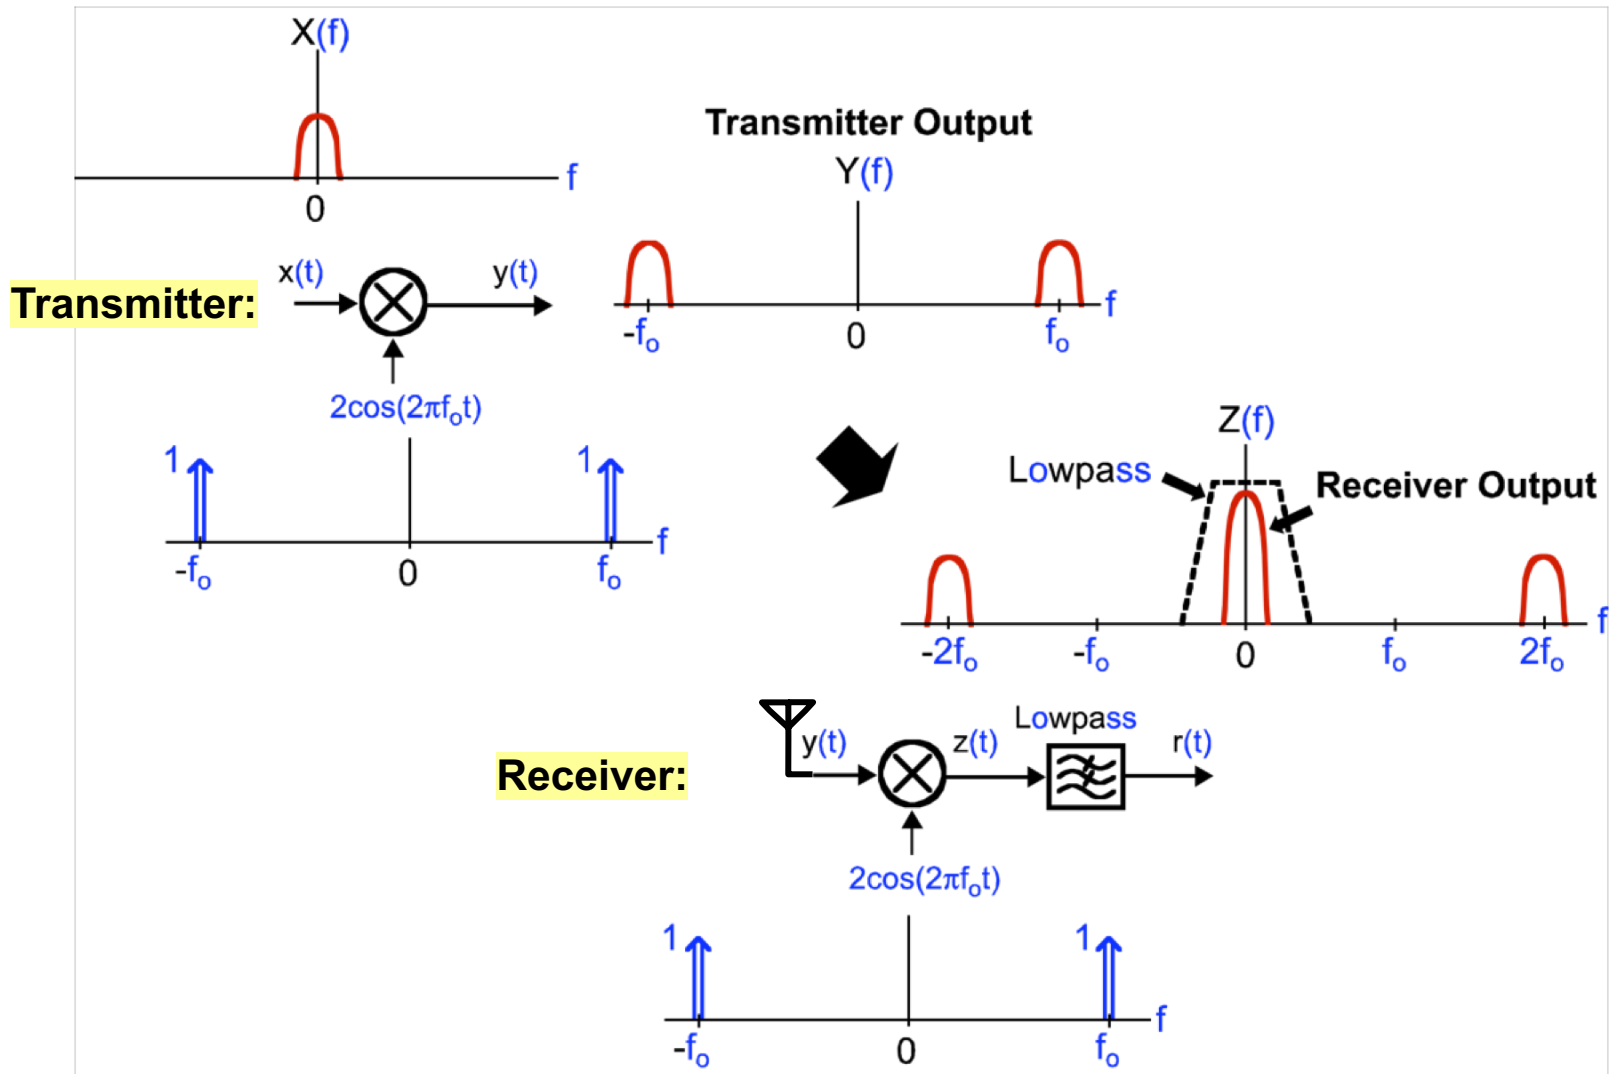 X(f)
f
0
Transmitter Output
Y(f)
-fo
0
fo
f
Transmitter:
x(t)
y(t)
2cos(2πfot)
1
1
-fo
0
fo
f
Z(f)
Lowpass
Receiver Output
-2fo
-fo
0
fo
2fo
f
Receiver:
y(t)
z(t)
Lowpass
r(t)
2cos(2πfot)
1
1
-fo
0
fo
f